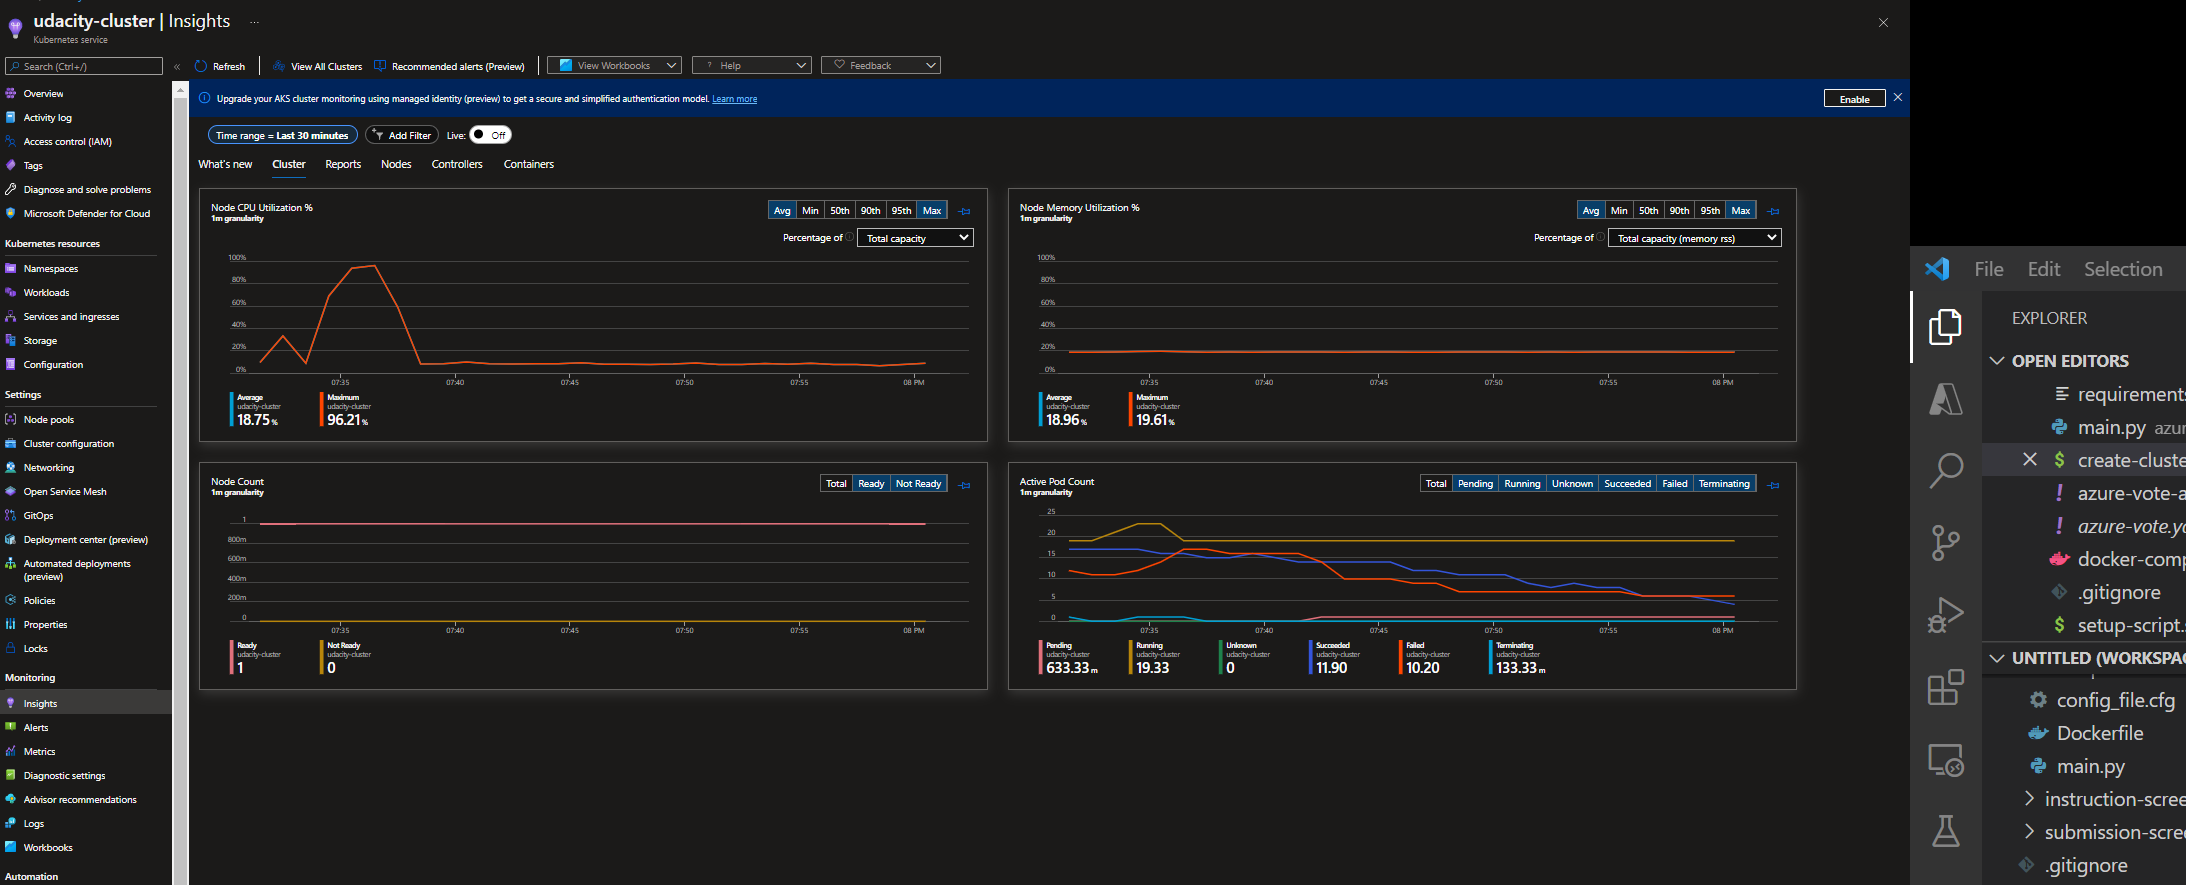 udacity-cluster | Insights ...
Kubernetes service
Search (Ctrl+/)
«
Refresh
View All Clusters
Recommended alerts (Preview)
View Workbooks
? Help
Feedback
Overview
Activity log
Access control (IAM)
Tags
Diagnose and solve problems
Microsoft Defender for Cloud
Kubernetes resources
Namespaces
Workloads
Services and ingresses
Storage
Configuration
Settings
Node pools
Cluster configuration
Networking
Open Service Mesh
GitOps
Deployment center (preview)
Automated deployments
(preview)
Policies
Properties
Locks
Monitoring
Insights
Alerts
Metrics
Diagnostic settings
Advisor recommendations
Logs
Workbooks
Automation
Upgrade your AKS cluster monitoring using managed identity (preview) to get a secure and simplified authentication model. Learn more
Enable
Time range = Last 30 minutes
Add Filter
Live: Off
What's new Cluster Reports Nodes Controllers Containers
Node CPU Utilization %
1m granularity
Avg Min 50th 90th 95th Max
Percentage of Total capacity
100%
80%
60%
40%
20%
0%
07:35 07:40 07:45 07:50 07:55 08 PM
Average
udacity-cluster
18.75 %
Maximum
udacity-cluster
96.21 %
Node Memory Utilization %
1m granularity
Avg Min 50th 90th 95th Max
Percentage of Total capacity (memory rss)
100%
80%
60%
40%
20%
0%
07:35 07:40 07:45 07:50 07:55 08 PM
Average
udacity-cluster
18.96 %
Maximum
udacity-cluster
19.61 %
Node Count
1m granularity
Total Ready Not Ready
1
800m
600m
400m
200m
0
07:35 07:40 07:45 07:50 07:55 08 PM
Ready
udacity-cluster
1
Not Ready
udacity-cluster
0
Active Pod Count
1m granularity
Total Pending Running Unknown Succeeded Failed Terminating
25
20
15
10
5
0
07:35 07:40 07:45 07:50 07:55 08 PM
Pending
udacity-cluster
633.33 m
Running
udacity-cluster
19.33
Unknown
udacity-cluster
0
Succeeded
udacity-cluster
11.90
Failed
udacity-cluster
10.20
Terminating
udacity-cluster
133.33 m
File Edit Selection
EXPLORER
OPEN EDITORS
requirements
main.py azur
$ create-cluste
! azure-vote-a
! azure-vote.yo
docker-comp
.gitignore
$ setup-script.
UNTITLED (WORKSPAC
config_file.cfg
Dockerfile
main.py
instruction-scree
submission-scree
.gitignore